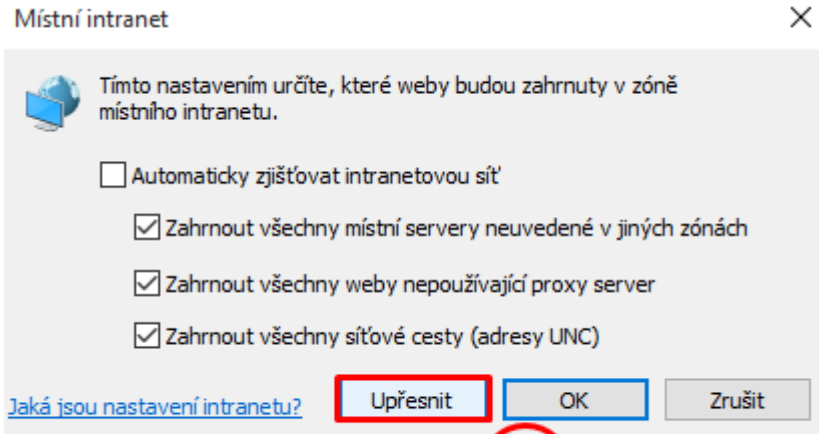 Místní intranet
Tímto nastavením určíte, které weby budou zahrnuty v zóně
místního intranetu.
Automaticky zjišťovat intranetovou síť
Zahrnout všechny místní servery neuvedené v jiných zónách
Zahrnout všechny weby nepoužívající proxy server
Zahrnout všechny síťové cesty (adresy UNC)
Jaká jsou nastavení intranetu? Upřesnit OK Zrušit